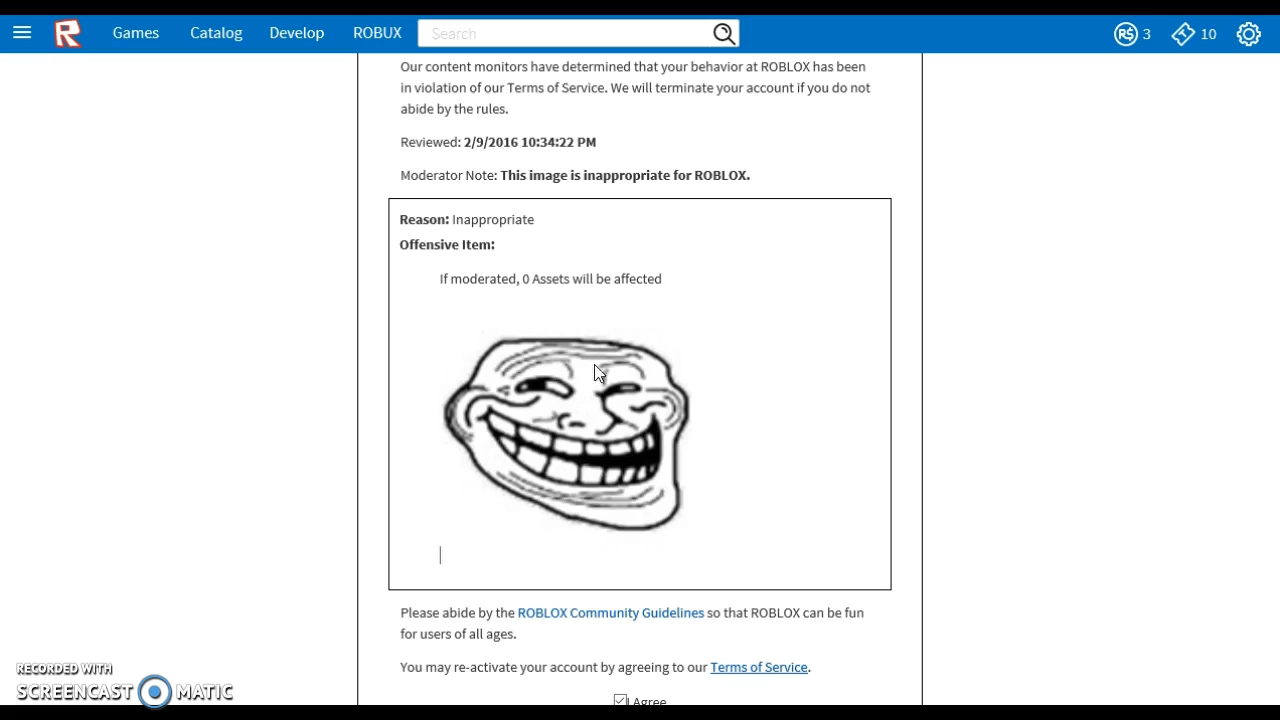 Games Catalog Develop ROBUX Search R$ 3 10
Our content monitors have determined that your behavior at ROBLOX has been
in violation of our Terms of Service. We will terminate your account if you do not
abide by the rules.
Reviewed: 2/9/2016 10:34:22 PM
Moderator Note: This image is inappropriate for ROBLOX.
Reason: Inappropriate
Offensive Item:
If moderated, 0 Assets will be affected
Please abide by the ROBLOX Community Guidelines so that ROBLOX can be fun
for users of all ages.
You may re-activate your account by agreeing to our Terms of Service.
I Agree
RECORDED WITH
SCREENCAST MATIC